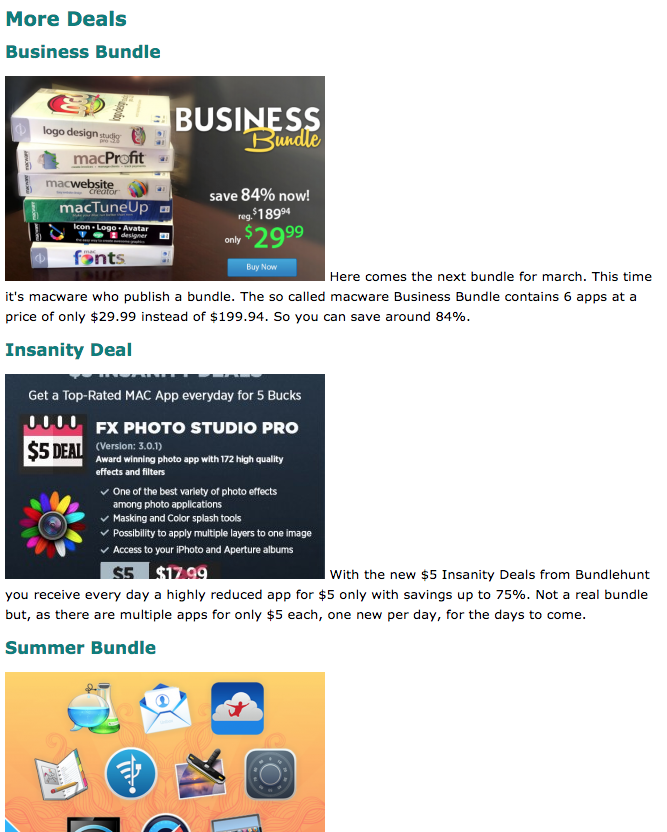 More Deals
Business Bundle
BUSINESS
Bundle
logo design studio
pro
macProfit
macwebsite
creator
macTuneUp
Icon • Logo • Avatar
designer
fonts
save 84% now!
reg. $189.94
only $29.99
Buy Now
Here comes the next bundle for march. This time
it's macware who publish a bundle. The so called macware Business Bundle contains 6 apps at a
price of only $29.99 instead of $199.94. So you can save around 84%.
Insanity Deal
$5 INSANITY DEALS
Get a Top-Rated MAC App everyday for 5 Bucks
$5 DEAL
FX PHOTO STUDIO PRO
(Version: 3.0.1)
Award winning photo app with 172 high quality
effects and filters
✓ One of the best variety of photo effects
among photo applications
✓ Masking and Color splash tools
✓ Possibility to apply multiple layers to one image
✓ Access to your iPhoto and Aperture albums
$5 $17.99
With the new $5 Insanity Deals from Bundlehunt
you receive every day a highly reduced app for $5 only with savings up to 75%. Not a real bundle
but, as there are multiple apps for only $5 each, one new per day, for the days to come.
Summer Bundle